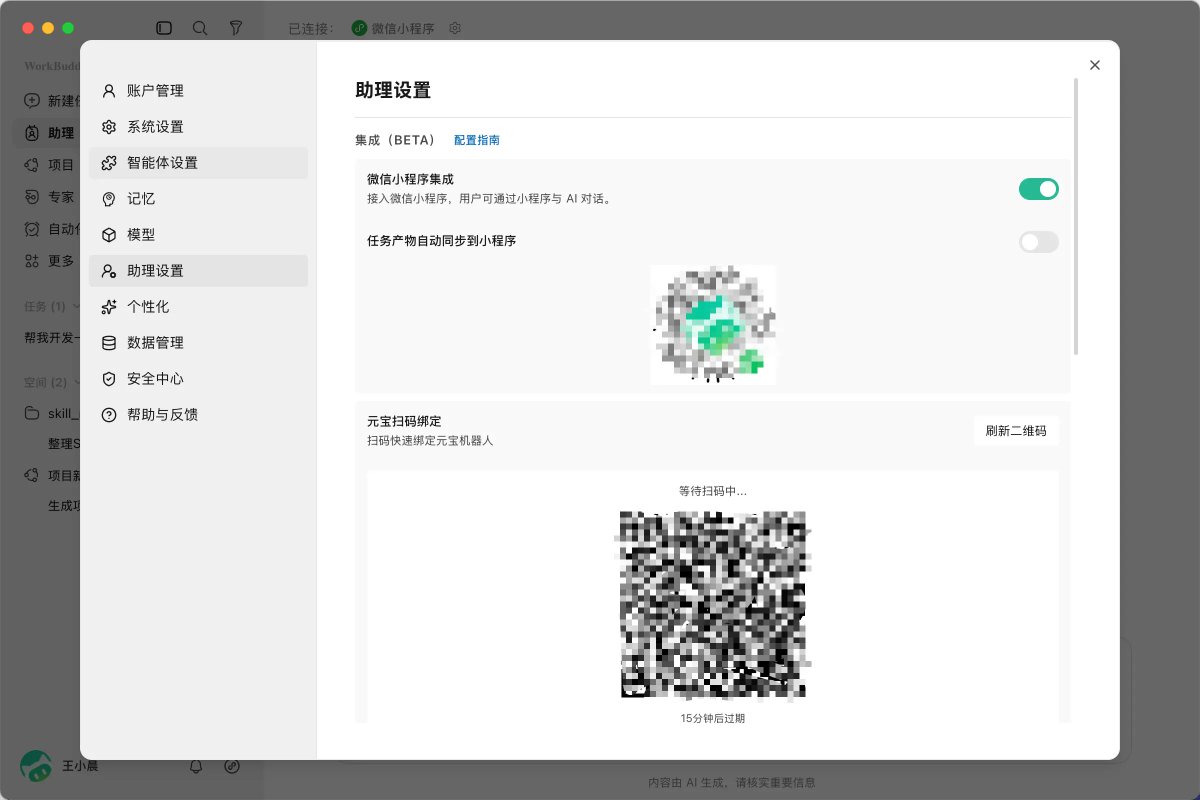 已连接：
微信小程序
WorkBudd
新建任
助理
项目
专家
自动化
更多
任务 (1)
帮我开发一
空间 (2)
skill_
整理S
项目新
生成项
王小晨
账户管理
系统设置
智能体设置
记忆
模型
助理设置
个性化
数据管理
安全中心
帮助与反馈
助理设置
集成（BETA）
配置指南
微信小程序集成
接入微信小程序，用户可通过小程序与 AI 对话。
任务产物自动同步到小程序
元宝扫码绑定
扫码快速绑定元宝机器人
刷新二维码
等待扫码中...
15分钟后过期
内容由 AI 生成，请核实重要信息